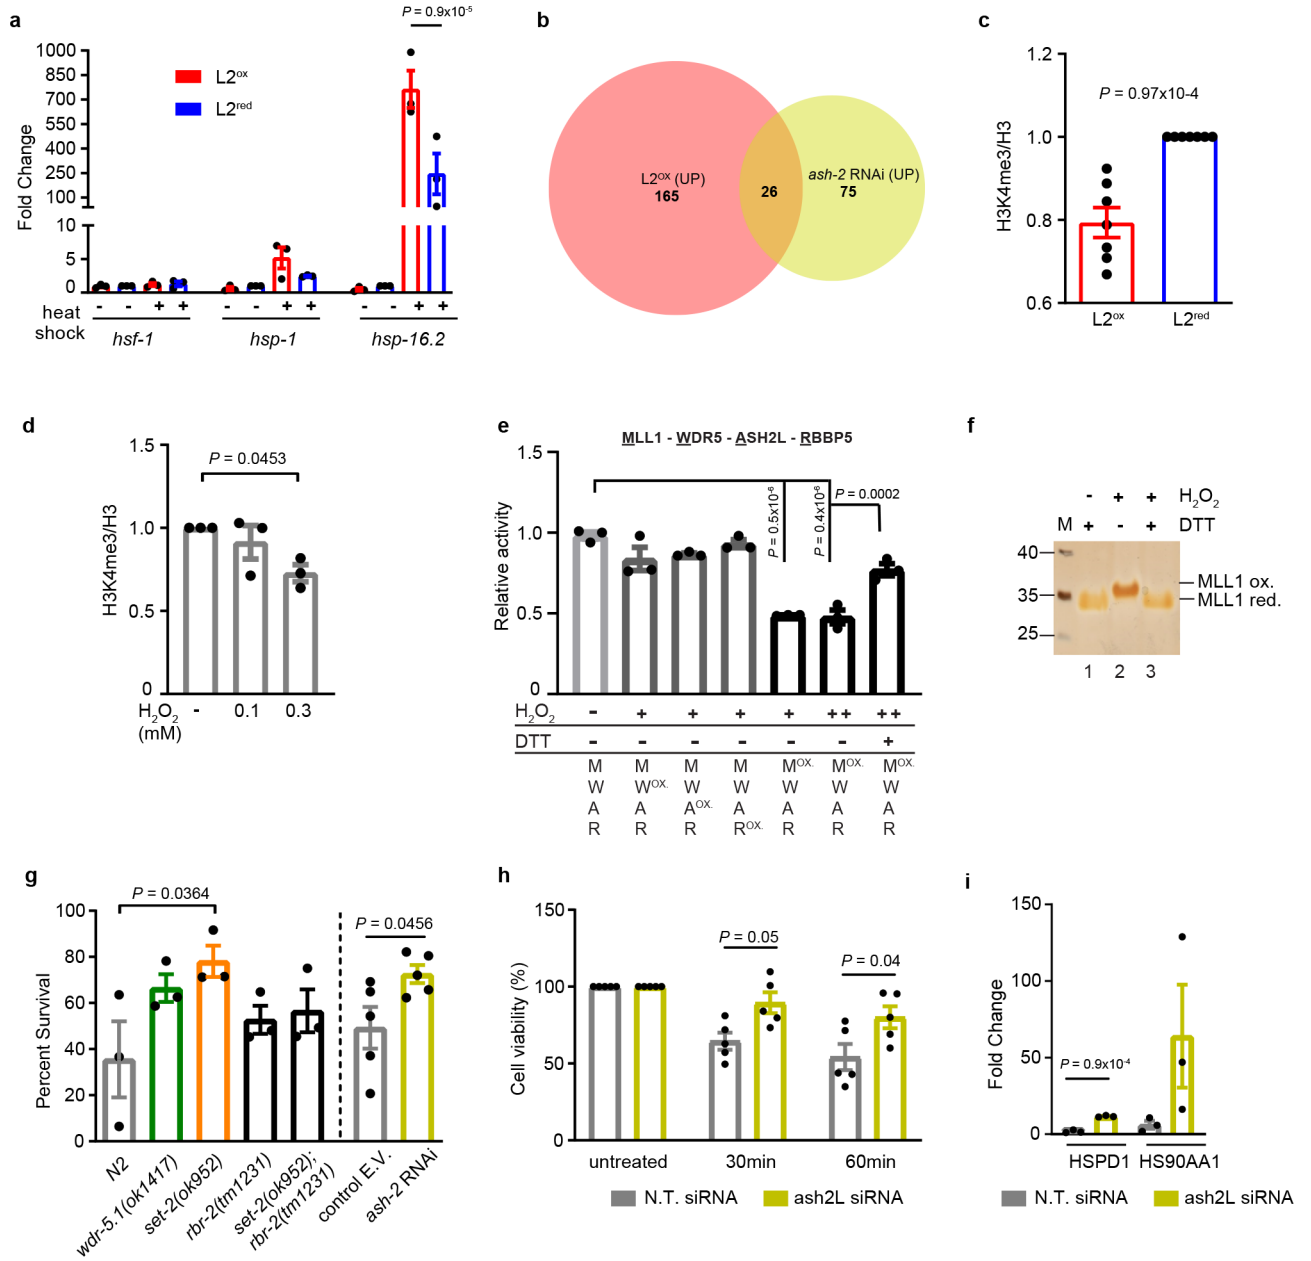 a
P = 0.9x10-5
1000
850
700
550
400
250
100
10
5
0
Fold Change
L2ox
L2red
- - + + - - + + - - + +
heat
shock
hsf-1
hsp-1
hsp-16.2
b
L2ox (UP)
165
26
ash-2 RNAi (UP)
75
c
1.2
1.0
0.8
0.6
H3K4me3/H3
P = 0.97x10-4
L2ox
L2red
d
1.5
1.0
0.5
0
H3K4me3/H3
P = 0.0453
H2O2
(mM)
- 0.1 0.3
e
MLL1 - WDR5 - ASH2L - RBBP5
1.5
1.0
0.5
0
Relative activity
P = 0.5x10-6
P = 0.4x10-6
P = 0.0002
H2O2 - + + + + ++ ++
DTT - - - - - - +
M M M M MOX. MOX. MOX.
W WOX. W W W W W
A A AOX. A A A A
R R R ROX. R R R
f
- + + H2O2
M + - + DTT
40
35
25
MLL1 ox.
MLL1 red.
1 2 3
g
P = 0.0364
P = 0.0456
100
80
60
40
20
0
Percent Survival
N2
wdr-5.1(ok1417)
set-2(ok952)
rbr-2(tm1231)
set-2(ok952);
rbr-2(tm1231)
control E.V.
ash-2 RNAi
h
150
100
50
0
Cell viability (%)
P = 0.05
P = 0.04
untreated
30min
60min
N.T. siRNA
ash2L siRNA
i
150
100
50
0
Fold Change
P = 0.9x10-4
HSPD1
HS90AA1
N.T. siRNA
ash2L siRNA